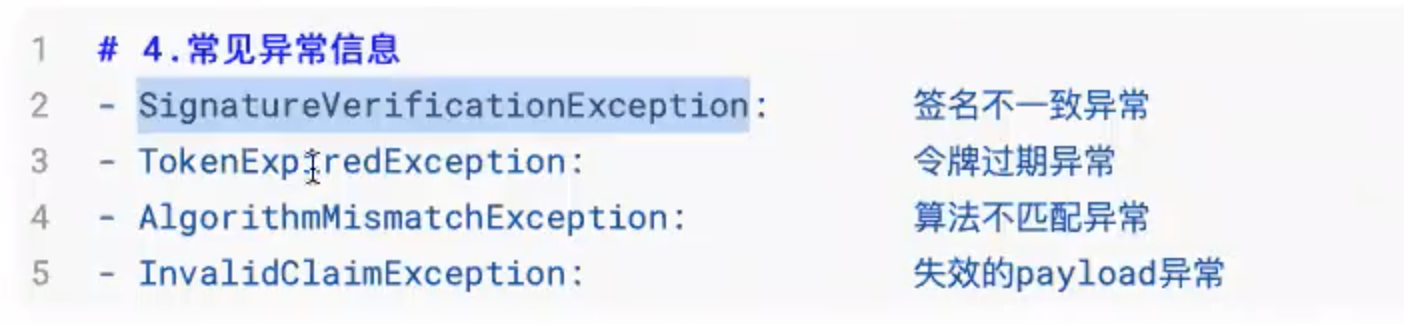 1 # 4.常见异常信息
2 - SignatureVerificationException: 签名不一致异常
3 - TokenExpiredException: 令牌过期异常
4 - AlgorithmMismatchException: 算法不匹配异常
5 - InvalidClaimException: 失效的payload异常